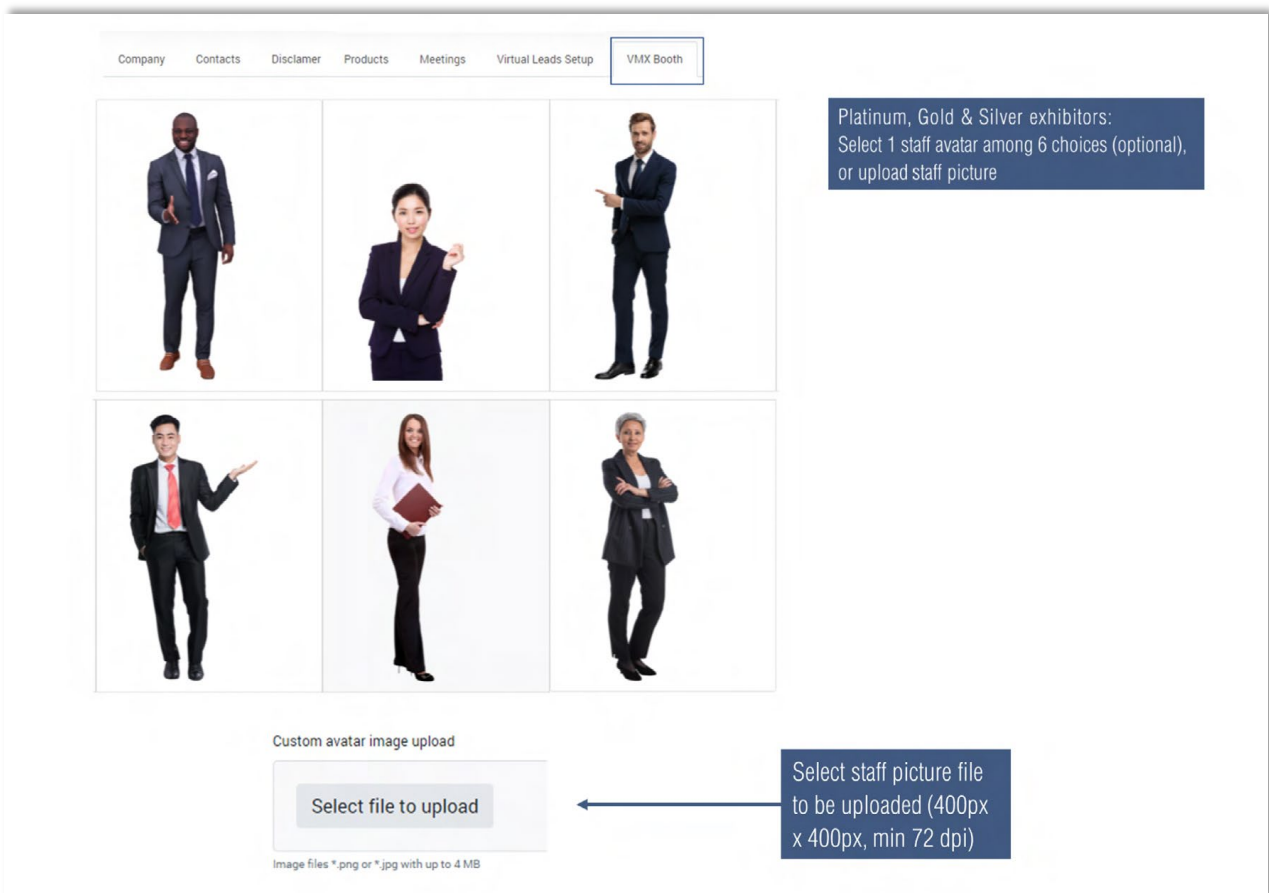 Company Contacts Disclamer Products Meetings Virtual Leads Setup VMX Booth
Platinum, Gold & Silver exhibitors:
Select 1 staff avatar among 6 choices (optional),
or upload staff picture
Custom avatar image upload
Select file to upload
Image files *.png or *.jpg with up to 4 MB
Select staff picture file
to be uploaded (400px
x 400px, min 72 dpi)